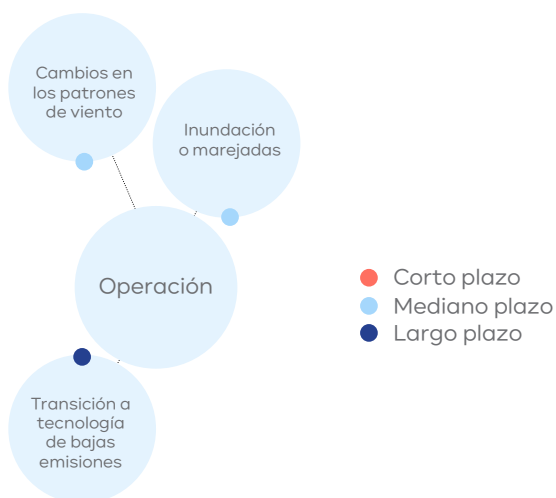 Cambios en
los patrones
de viento
Inundación
o marejadas
Operación
Corto plazo
Mediano plazo
Largo plazo
Transición a
tecnología
de bajas
emisiones